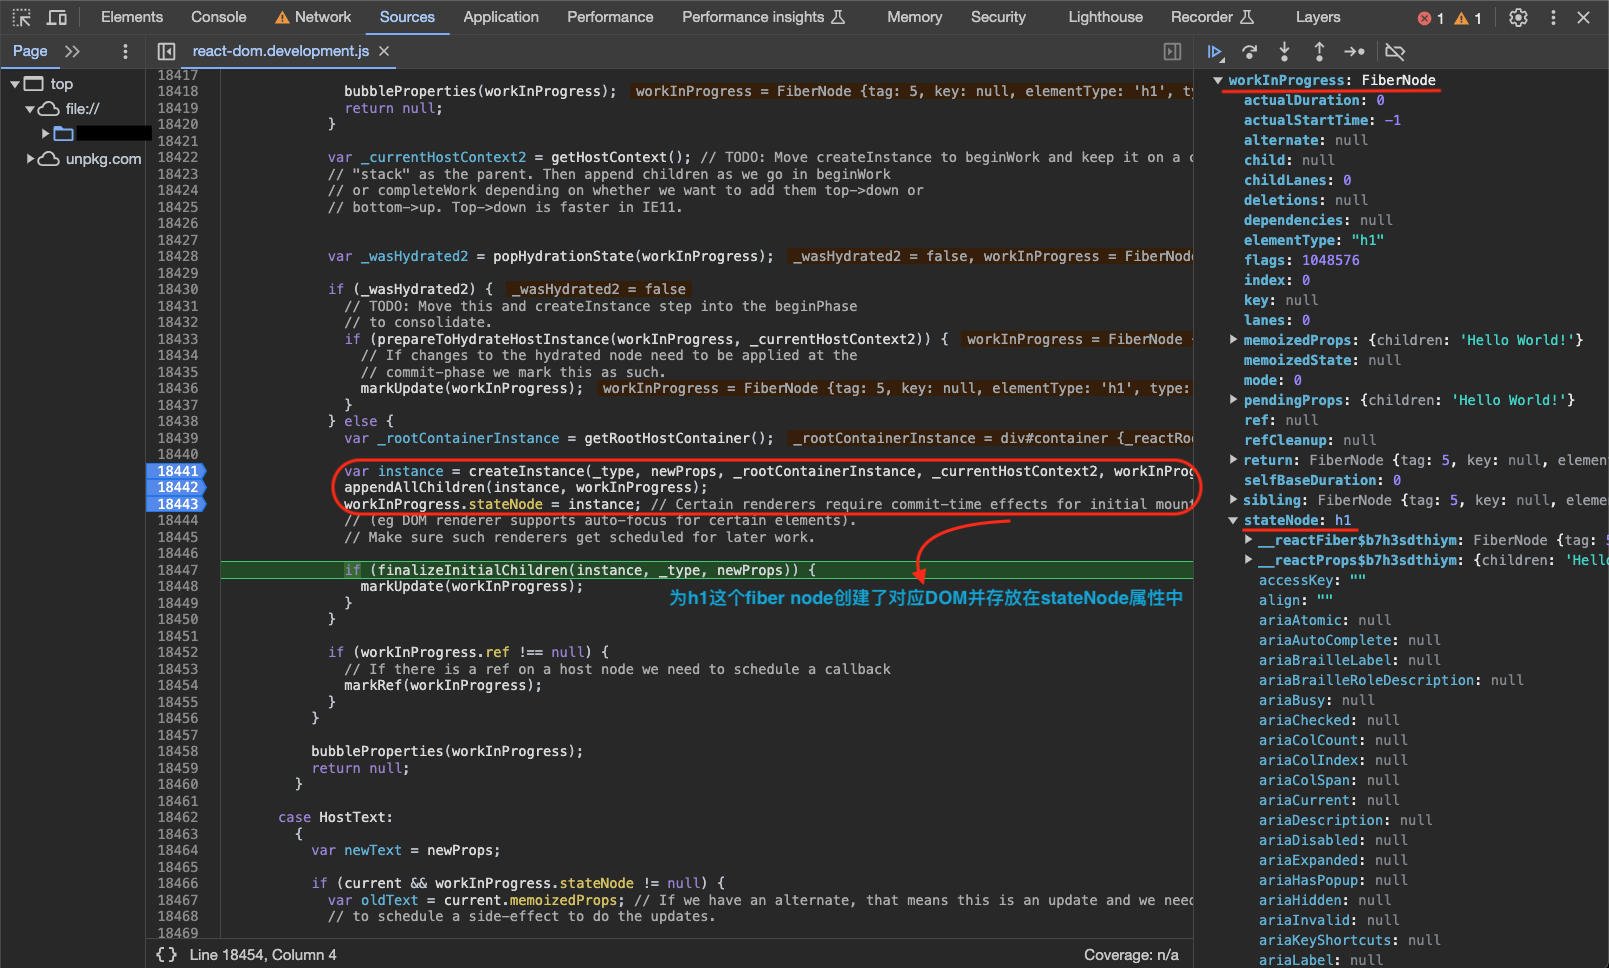 Elements Console Network Sources Application Performance Performance insights Memory Security Lighthouse Recorder Layers 1 1
Page react-dom.development.js
top
file://
unpkg.com
18417
18418 bubbleProperties(workInProgress); workInProgress = FiberNode {tag: 5, key: null, elementType: 'h1', ty
18419 return null;
18420 }
18421
18422 var _currentHostContext2 = getHostContext(); // TODO: Move createInstance to beginWork and keep it on a c
18423 // "stack" as the parent. Then append children as we go in beginWork
18424 // or completeWork depending on whether we want to add them top->down or
18425 // bottom->up. Top->down is faster in IE11.
18426
18427
18428 var _wasHydrated2 = popHydrationState(workInProgress); _wasHydrated2 = false, workInProgress = FiberNode
18429
18430 if (_wasHydrated2) { _wasHydrated2 = false
18431 // TODO: Move this and createInstance step into the beginPhase
18432 // to consolidate.
18433 if (prepareToHydrateHostInstance(workInProgress, _currentHostContext2)) { workInProgress = FiberNode {
18434 // If changes to the hydrated node need to be applied at the
18435 // commit-phase we mark this as such.
18436 markUpdate(workInProgress); workInProgress = FiberNode {tag: 5, key: null, elementType: 'h1', type:
18437 }
18438 } else {
18439 var _rootContainerInstance = getRootHostContainer(); _rootContainerInstance = div#container {_reactRoo
18440
18441 var instance = createInstance(_type, newProps, _rootContainerInstance, _currentHostContext2, workInProg
18442 appendAllChildren(instance, workInProgress);
18443 workInProgress.stateNode = instance; // Certain renderers require commit-time effects for initial mount
18444 // (eg DOM renderer supports auto-focus for certain elements).
18445 // Make sure such renderers get scheduled for later work.
18446
18447 if (finalizeInitialChildren(instance, _type, newProps)) {
18448 markUpdate(workInProgress);
18449 }
18450 }
18451
18452 if (workInProgress.ref !== null) {
18453 // If there is a ref on a host node we need to schedule a callback
18454 markRef(workInProgress);
18455 }
18456 }
18457
18458 bubbleProperties(workInProgress);
18459 return null;
18460 }
18461
18462 case HostText:
18463 {
18464 var newText = newProps;
18465
18466 if (current && workInProgress.stateNode != null) {
18467 var oldText = current.memoizedProps; // If we have an alternate, that means this is an update and we need
18468 // to schedule a side-effect to do the updates.
18469
为h1这个fiber node创建了对应DOM并存放在stateNode属性中
{} Line 18454, Column 4 Coverage: n/a
workInProgress: FiberNode
actualDuration: 0
actualStartTime: -1
alternate: null
child: null
childLanes: 0
deletions: null
dependencies: null
elementType: "h1"
flags: 1048576
index: 0
key: null
lanes: 0
memoizedProps: {children: 'Hello World!'}
memoizedState: null
mode: 0
pendingProps: {children: 'Hello World!'}
ref: null
refCleanup: null
return: FiberNode {tag: 5, key: null, elemen
selfBaseDuration: 0
sibling: FiberNode {tag: 5, key: null, eleme
stateNode: h1
__reactFiber$b7h3sdthiym: FiberNode {tag: 5
__reactProps$b7h3sdthiym: {children: 'Hello
accessKey: ""
align: ""
ariaAtomic: null
ariaAutoComplete: null
ariaBrailleLabel: null
ariaBrailleRoleDescription: null
ariaBusy: null
ariaChecked: null
ariaColCount: null
ariaColIndex: null
ariaColSpan: null
ariaCurrent: null
ariaDescription: null
ariaDisabled: null
ariaExpanded: null
ariaHasPopup: null
ariaHidden: null
ariaInvalid: null
ariaKeyShortcuts: null
ariaLabel: null